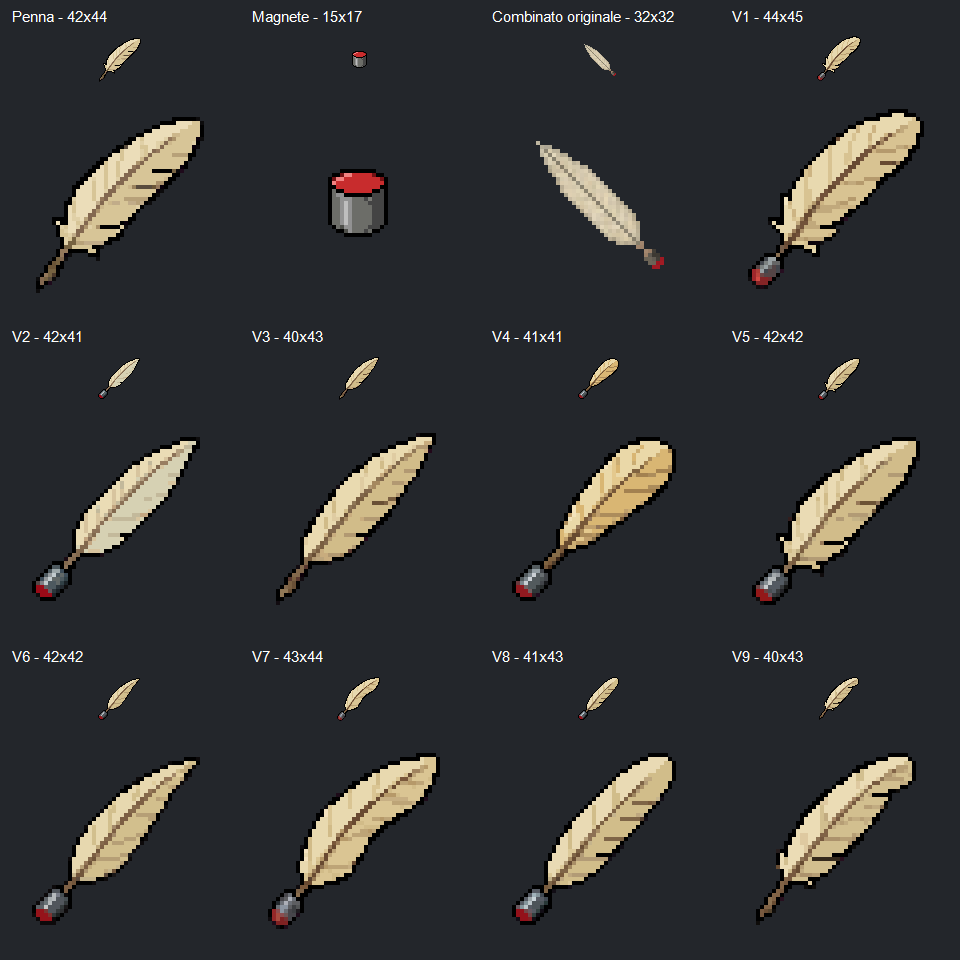 Penna - 42x44
Magnete - 15x17
Combinato originale - 32x32
V1 - 44x45
V2 - 42x41
V3 - 40x43
V4 - 41x41
V5 - 42x42
V6 - 42x42
V7 - 43x44
V8 - 41x43
V9 - 40x43